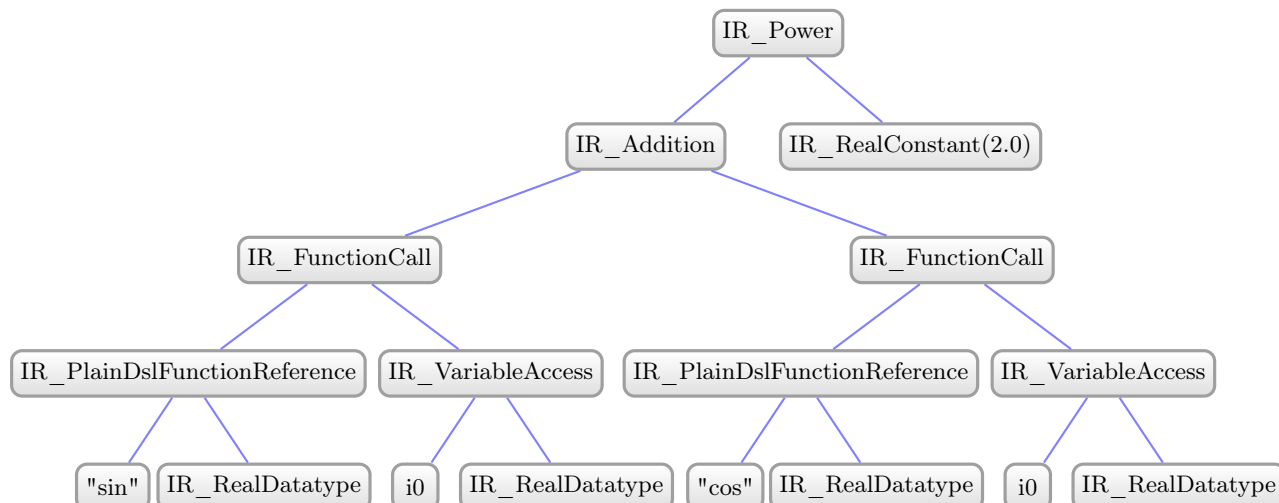 IR_Power
IR_Addition IR_RealConstant(2.0)
IR_FunctionCall IR_FunctionCall
IR_PlainDslFunctionReference IR_VariableAccess IR_PlainDslFunctionReference IR_VariableAccess
"sin" IR_RealDatatype i0 IR_RealDatatype "cos" IR_RealDatatype i0 IR_RealDatatype